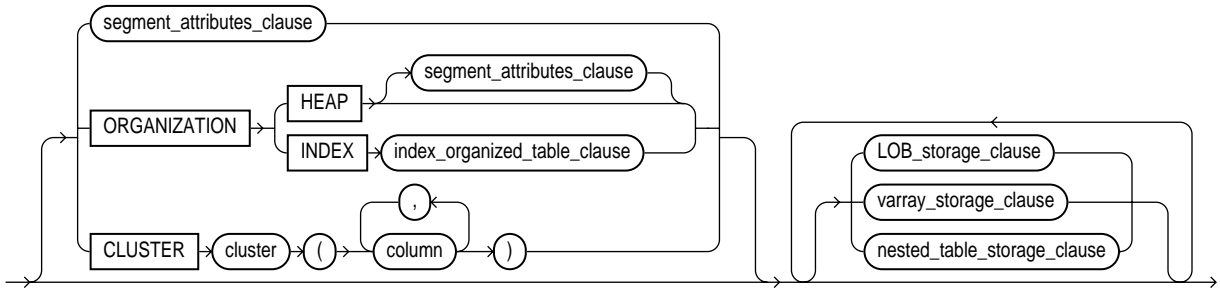 segment_attributes_clause
HEAP segment_attributes_clause
ORGANIZATION
INDEX index_organized_table_clause
,
CLUSTER cluster ( column )
LOB_storage_clause
varray_storage_clause
nested_table_storage_clause